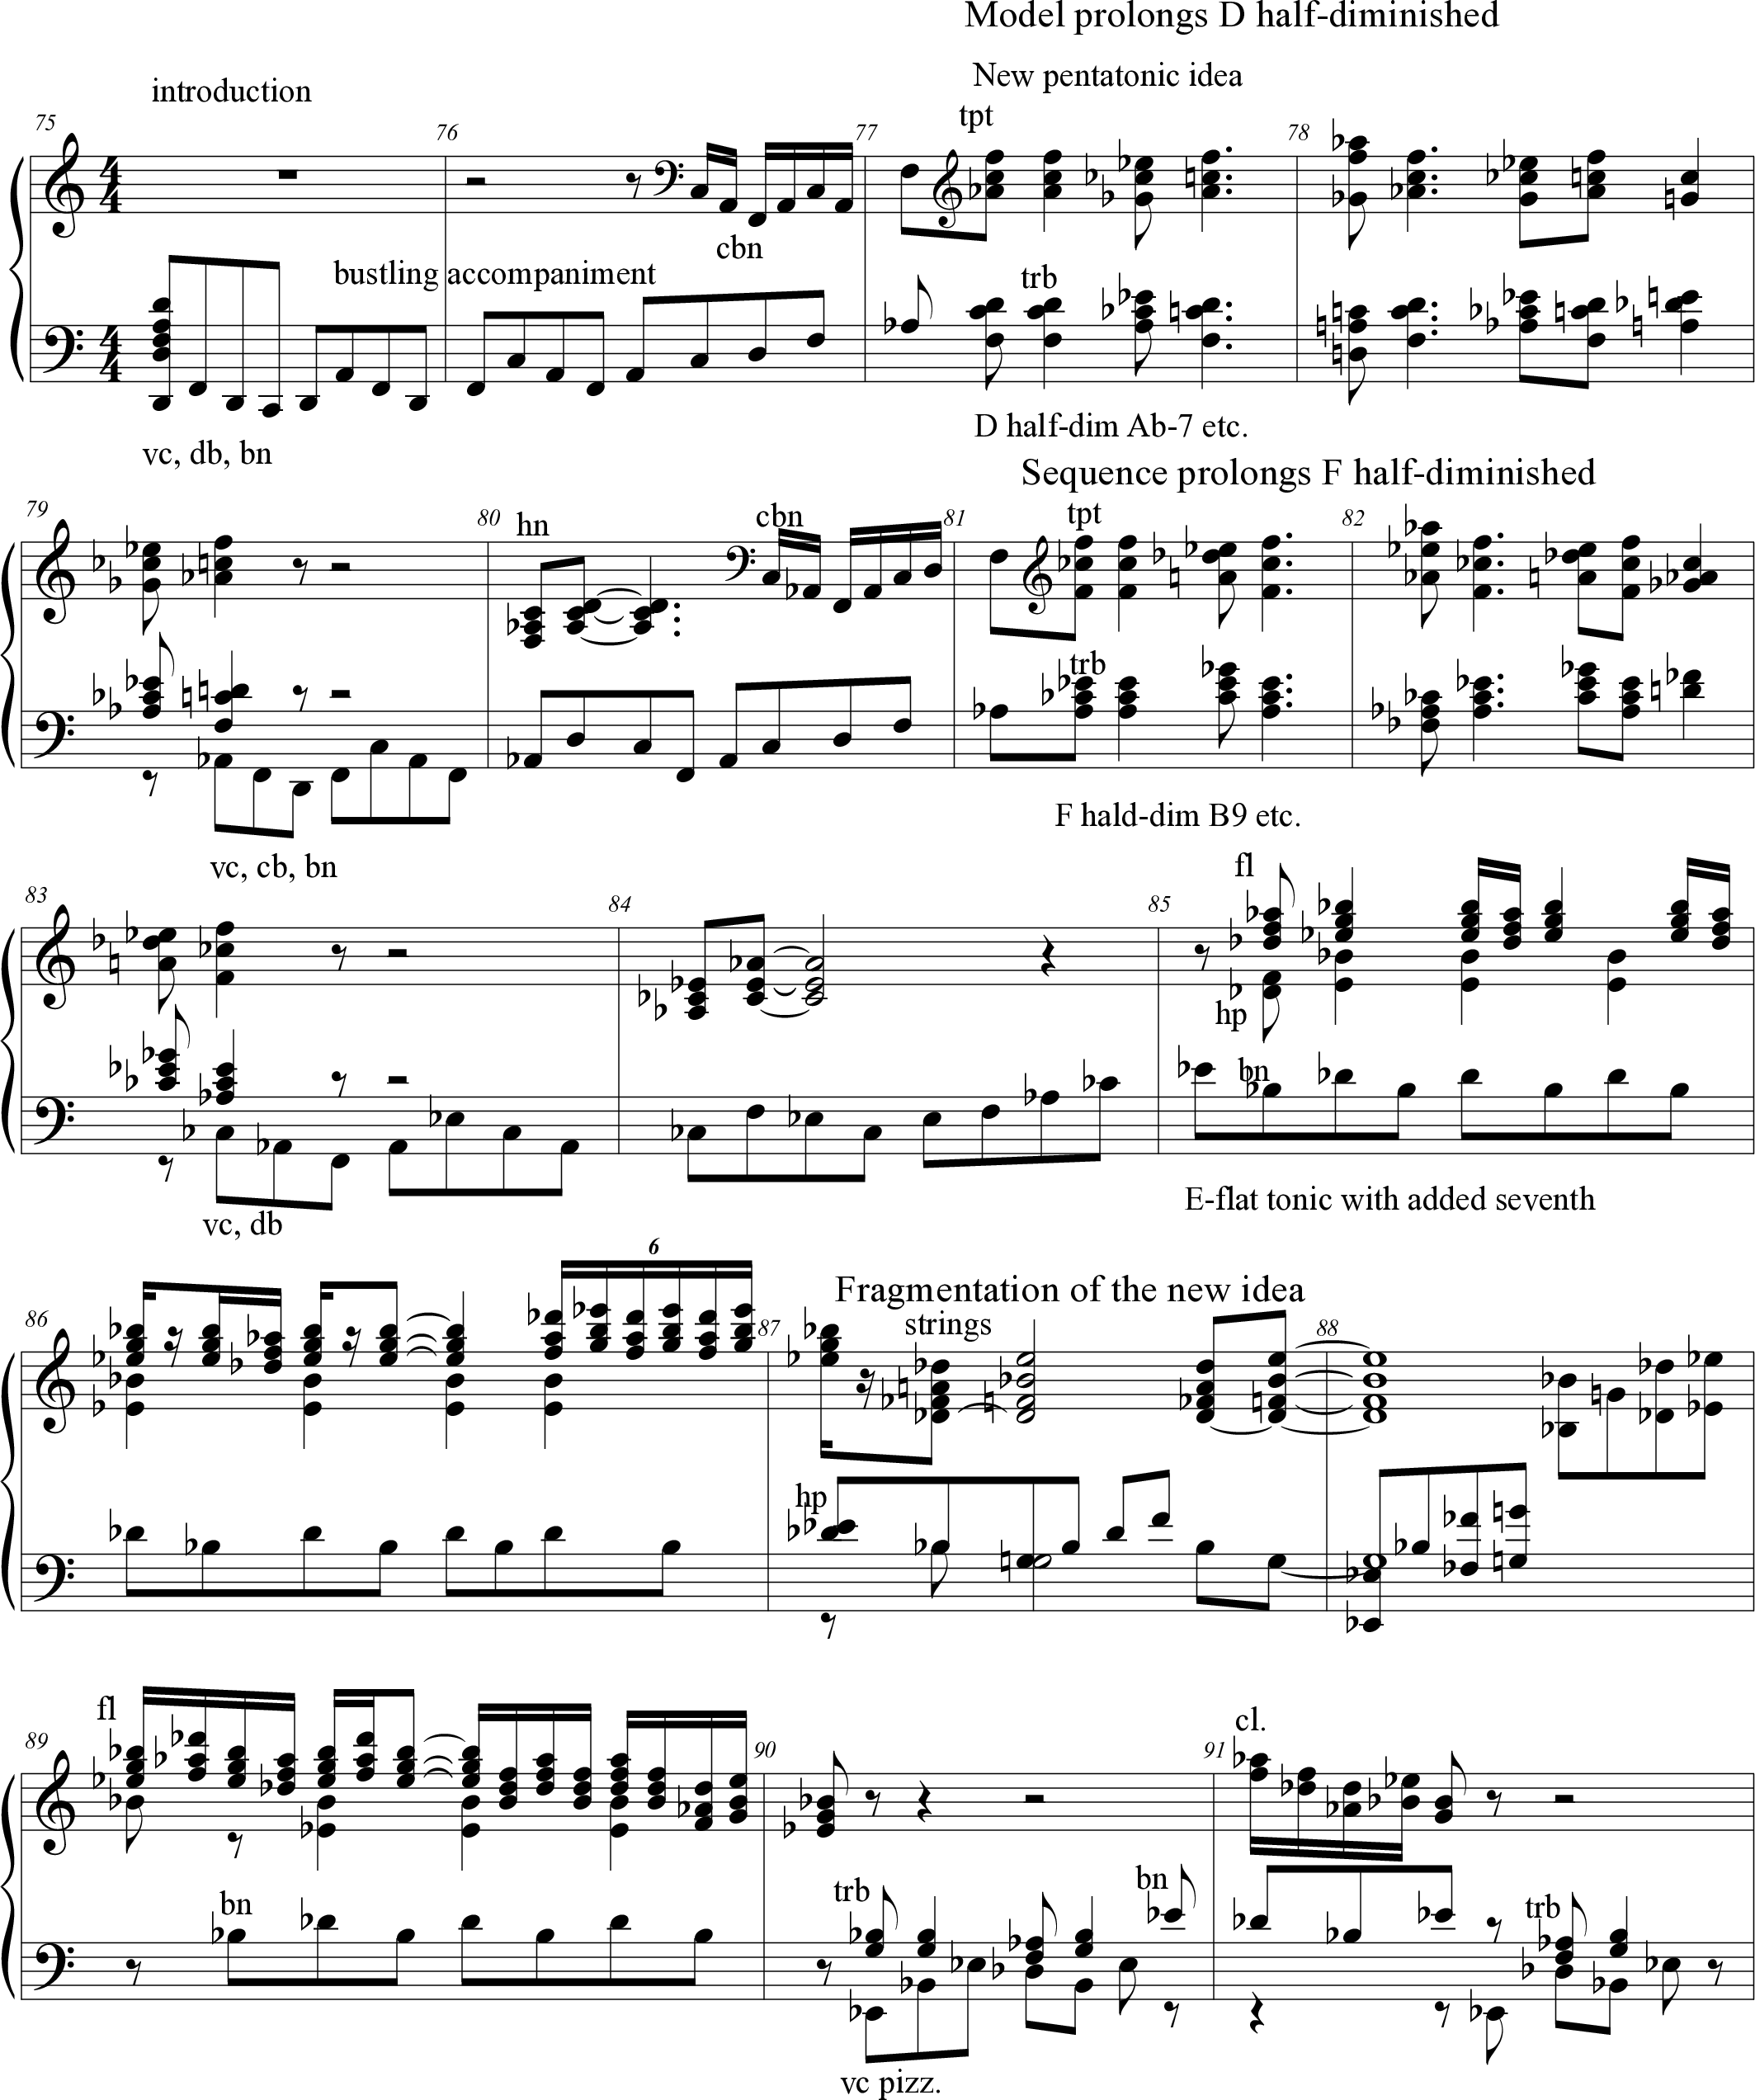 Model prolongs D half-diminished
New pentatonic idea
introduction
tpt
75
76
77
78
4
4
cbn
bustling accompaniment
trb
4
4
D half-dim Ab-7 etc.
vc, db, bn
Sequence prolongs F half-diminished
79
80
81
82
hn
cbn
tpt
trb
F hald-dim B9 etc.
vc, cb, bn
83
84
85
fl
hp
bn
E-flat tonic with added seventh
vc, db
6
Fragmentation of the new idea
86
87
88
strings
hp
fl
89
90
91
cl.
bn
trb
bn
trb
vc pizz.